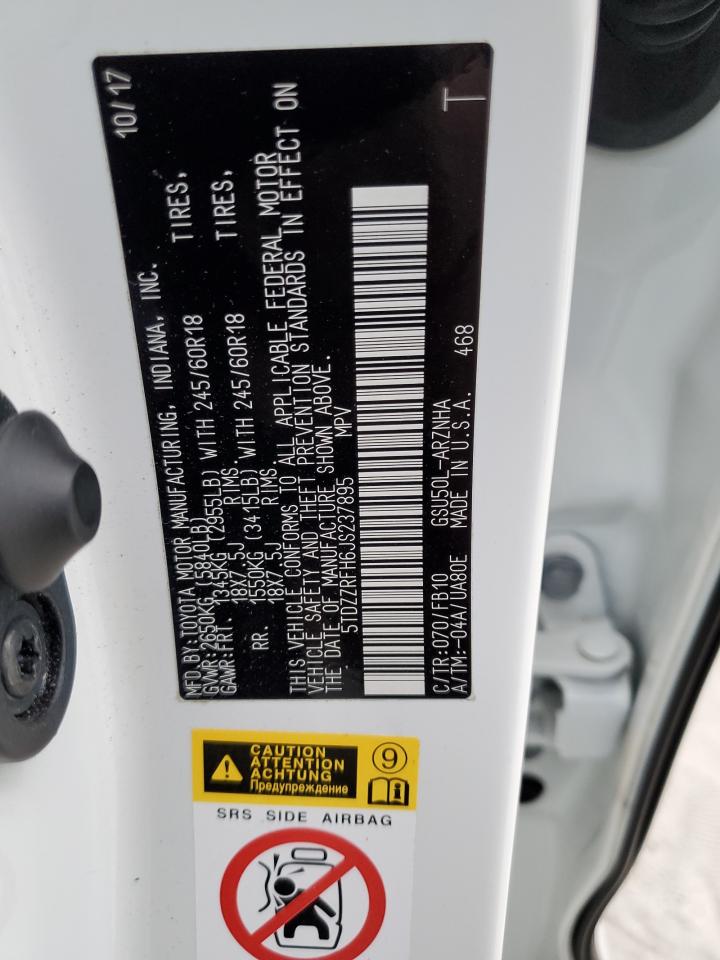 MFD.BY:TOYOTA MOTOR MANUFACTURING, INDIANA, INC. 10/17
GVWR:2650KG (5840LB)
GAWR:FRT. 1345KG (2955LB) WITH 245/60R18 TIRES,
18X7.5J RIMS
RR. 1550KG (3415LB) WITH 245/60R18 TIRES,
18X7.5J RIMS
THIS VEHICLE CONFORMS TO ALL APPLICABLE FEDERAL MOTOR
VEHICLE SAFETY AND THEFT PREVENTION STANDARDS IN EFFECT ON
THE DATE OF MANUFACTURE SHOWN ABOVE.
5TDZZRFH6JS237895 MPV
C/TR:070/FB10 GSU50L-ARZNHA 468
A/TM:-04A/UA80E MADE IN U.S.A. T
CAUTION
ATTENTION
ACHTUNG
Предупреждение
9
SRS SIDE AIRBAG